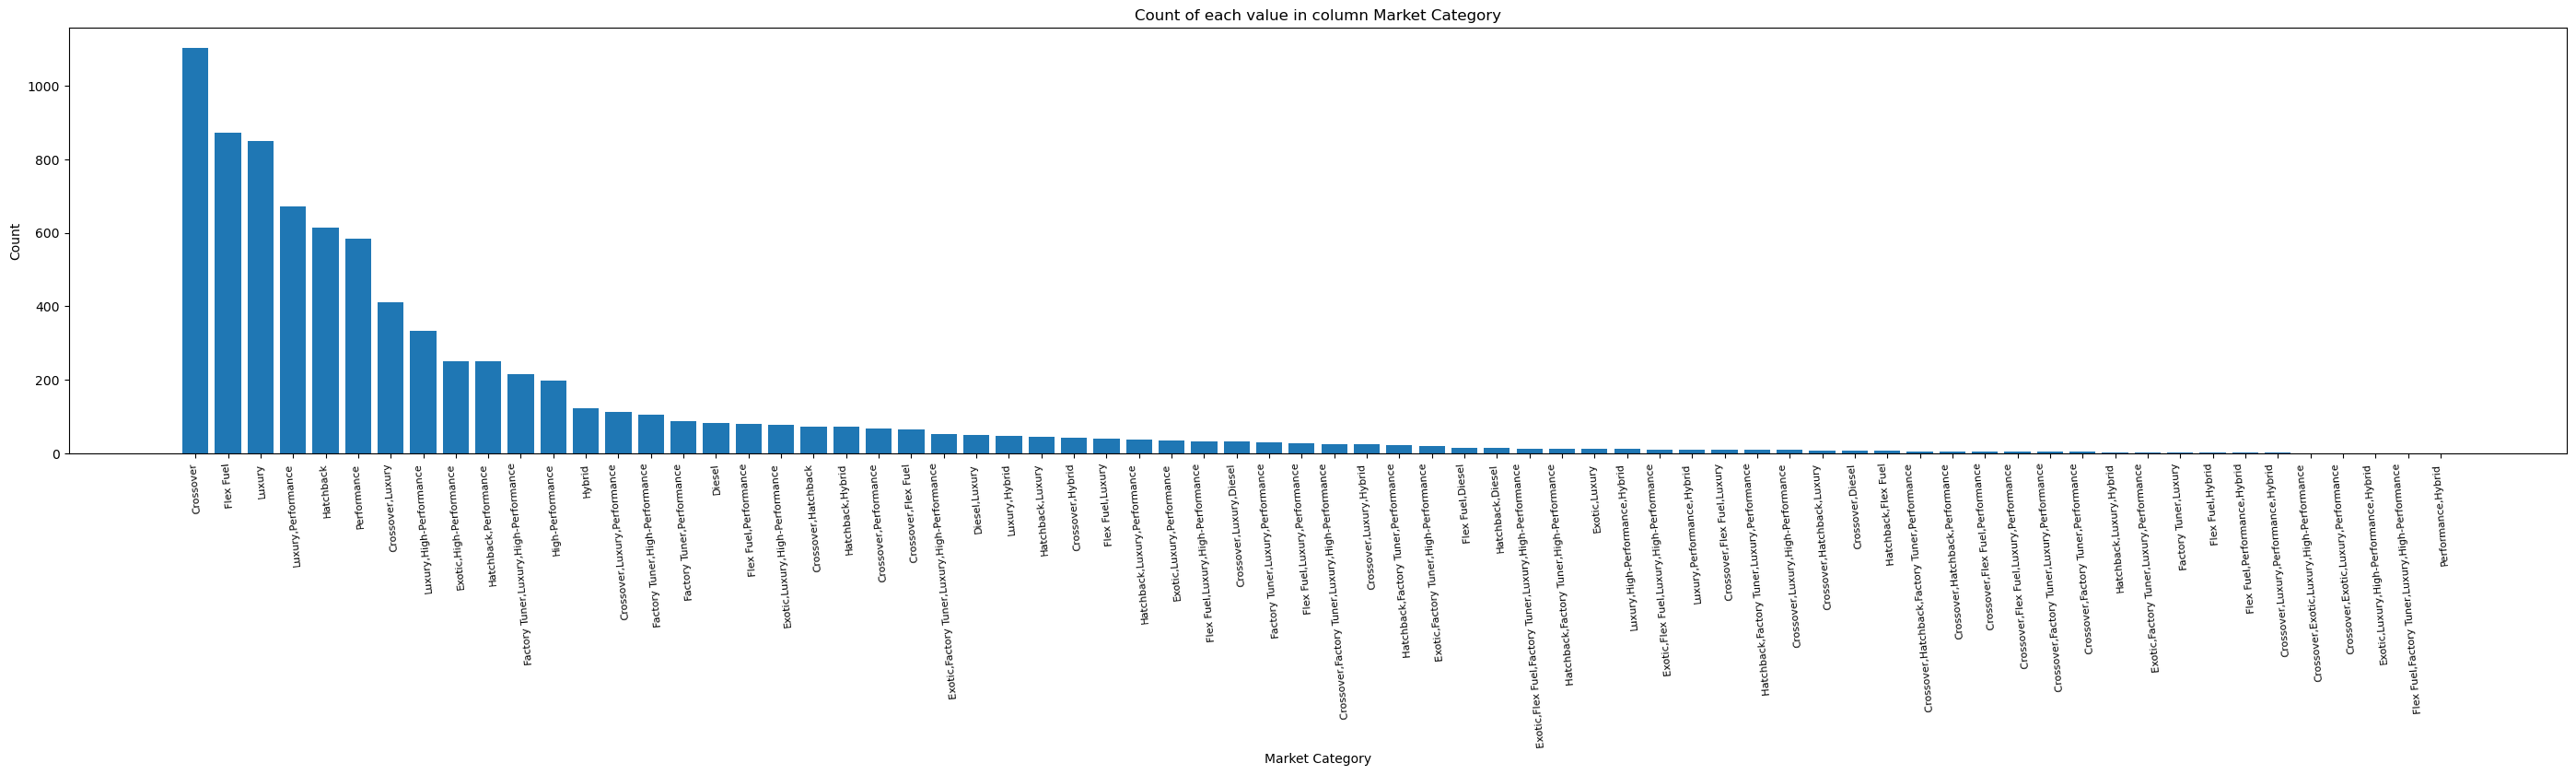 Count of each value in column Market Category
Count
1000
800
600
400
200
0
Crossover
Flex Fuel
Luxury
Luxury,Performance
Hatchback
Performance
Crossover,Luxury
Luxury,High-Performance
Exotic,High-Performance
Hatchback,Performance
Factory Tuner,Luxury,High-Performance
High-Performance
Hybrid
Crossover,Luxury,Performance
Factory Tuner,High-Performance
Factory Tuner,Performance
Diesel
Flex Fuel,Performance
Exotic,Luxury,High-Performance
Crossover,Hatchback
Hatchback,Hybrid
Crossover,Performance
Crossover,Flex Fuel
Exotic,Factory Tuner,Luxury,High-Performance
Diesel,Luxury
Luxury,Hybrid
Hatchback,Luxury
Crossover,Hybrid
Flex Fuel,Luxury
Hatchback,Luxury,Performance
Exotic,Luxury,Performance
Flex Fuel,Luxury,High-Performance
Crossover,Luxury,Diesel
Factory Tuner,Luxury,Performance
Flex Fuel,Luxury,Performance
Crossover,Factory Tuner,Luxury,High-Performance
Crossover,Luxury,Hybrid
Hatchback,Factory Tuner,Performance
Exotic,Factory Tuner,High-Performance
Flex Fuel,Diesel
Hatchback,Diesel
Exotic,Flex Fuel,Factory Tuner,Luxury,High-Performance
Hatchback,Factory Tuner,High-Performance
Exotic,Luxury
Luxury,High-Performance,Hybrid
Exotic,Flex Fuel,Luxury,High-Performance
Luxury,Performance,Hybrid
Crossover,Flex Fuel,Luxury
Hatchback,Factory Tuner,Luxury,Performance
Crossover,Luxury,High-Performance
Crossover,Hatchback,Luxury
Crossover,Diesel
Hatchback,Flex Fuel
Crossover,Hatchback,Factory Tuner,Performance
Crossover,Hatchback,Performance
Crossover,Flex Fuel,Performance
Crossover,Flex Fuel,Luxury,Performance
Crossover,Factory Tuner,Luxury,Performance
Crossover,Factory Tuner,Performance
Hatchback,Luxury,Hybrid
Exotic,Factory Tuner,Luxury,Performance
Factory Tuner,Luxury
Flex Fuel,Hybrid
Flex Fuel,Performance,Hybrid
Crossover,Luxury,Performance,Hybrid
Crossover,Exotic,Luxury,High-Performance
Crossover,Exotic,Luxury,Performance
Exotic,Luxury,High-Performance,Hybrid
Flex Fuel,Factory Tuner,Luxury,High-Performance
Performance,Hybrid
Market Category